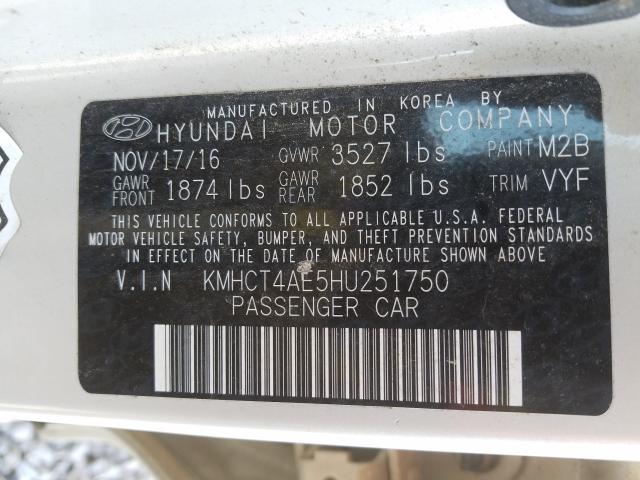 MANUFACTURED IN KOREA BY
HYUNDAI MOTOR COMPANY
NOV/17/16 GVWR 3527 lbs PAINT M2B
GAWR FRONT 1874 lbs GAWR REAR 1852 lbs TRIM VYF
THIS VEHICLE CONFORMS TO ALL APPLICABLE U.S.A. FEDERAL
MOTOR VEHICLE SAFETY, BUMPER, AND THEFT PREVENTION
STANDARDS IN EFFECT ON THE DATE OF MANUFACTURE SHOWN ABOVE
V.I.N KMHCT4AE5HU251750
PASSENGER CAR